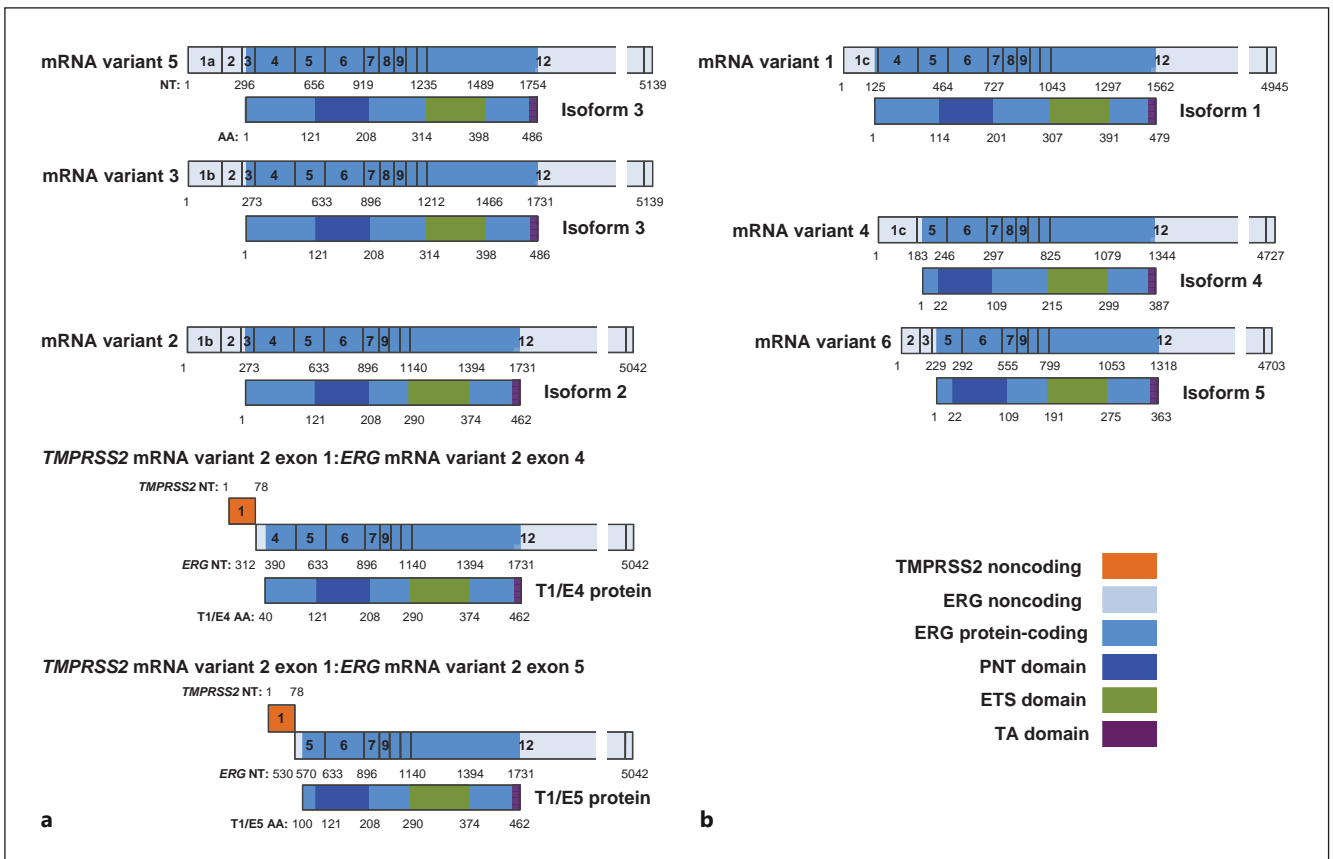 mRNA variant 5
1a 2 3 4 5 6 7 8 9 12
NT: 1 296 656 919 1235 1489 1754 5139
Isoform 3
AA: 1 121 208 314 398 486
mRNA variant 3
1b 2 3 4 5 6 7 8 9 12
1 273 633 896 1212 1466 1731 5139
Isoform 3
1 121 208 314 398 486
mRNA variant 2
1b 2 3 4 5 6 7 9 12
1 273 633 896 1140 1394 1731 5042
Isoform 2
1 121 208 290 374 462
TMPRSS2 mRNA variant 2 exon 1:ERG mRNA variant 2 exon 4
TMPRSS2 NT: 1 78
1
4 5 6 7 9 12
ERG NT: 312 390 633 896 1140 1394 1731 5042
T1/E4 protein
T1/E4 AA: 40 121 208 290 374 462
TMPRSS2 mRNA variant 2 exon 1:ERG mRNA variant 2 exon 5
TMPRSS2 NT: 1 78
1
5 6 7 9 12
ERG NT: 530 570 633 896 1140 1394 1731 5042
T1/E5 protein
T1/E5 AA: 100 121 208 290 374 462
a
mRNA variant 1
1c 4 5 6 7 8 9 12
1 125 464 727 1043 1297 1562 4945
Isoform 1
1 114 201 307 391 479
mRNA variant 4
1c 5 6 7 8 9 12
1 183 246 297 825 1079 1344 4727
Isoform 4
1 22 109 215 299 387
mRNA variant 6
2 3 5 6 7 9 12
1 229 292 555 799 1053 1318 4703
Isoform 5
1 22 109 191 275 363
TMPRSS2 noncoding
ERG noncoding
ERG protein-coding
PNT domain
ETS domain
TA domain
b